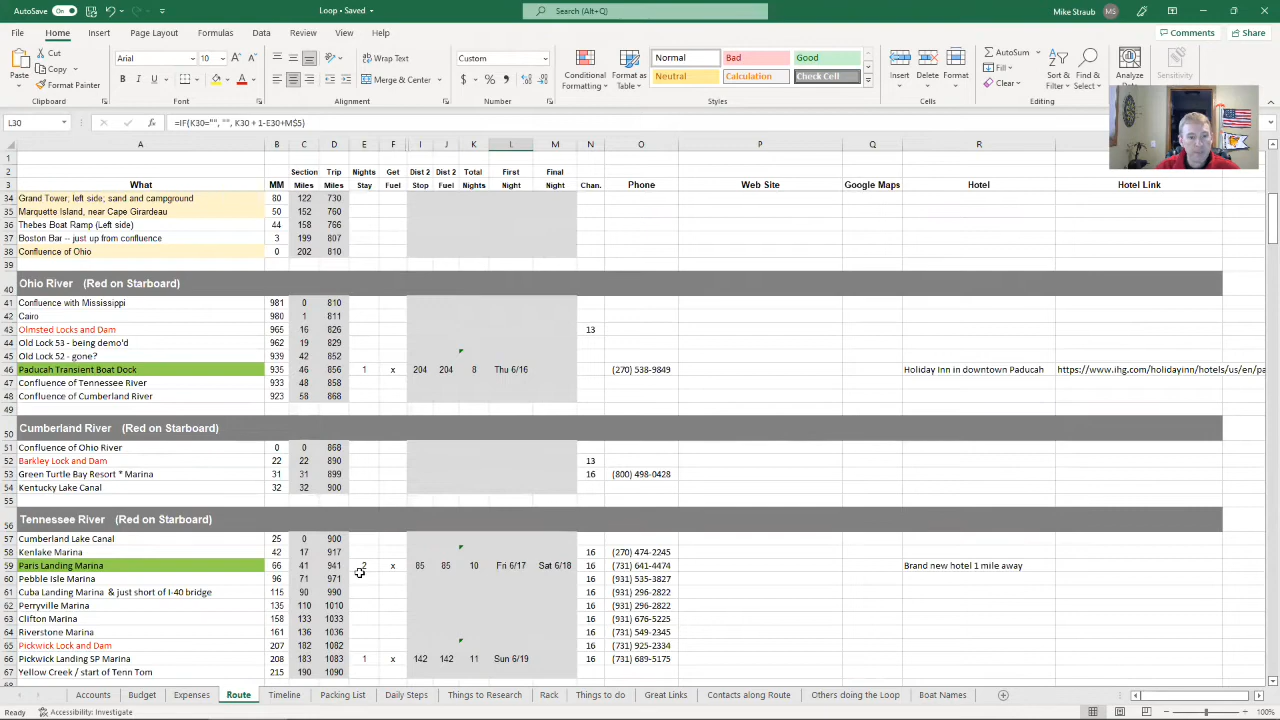 AutoSave On Loop • Saved Search (Alt+Q) Mike Straub MS
File Home Insert Page Layout Formulas Data Review View Help Comments Share
Cut Arial Wrap Text Custom Normal Bad Good AutoSum
Paste Copy Conditional Format as Insert Delete Format Fill Sort & Find & Analyze Sensitivity
Format Painter B I U A Merge & Center $ % , Formatting Table Neutral Calculation Check Cell Clear Filter Select Data
Clipboard Font Alignment Number Styles Cells Editing
L30 fx =IF(K30="", "", K30 + 1-E30+M$5)
A B C D E F I J K L M N O P Q R S
1
2 Section Trip Nights Get Dist 2 Dist 2 Total First Final
3 What MM Miles Miles Stay Fuel Stop Fuel Nights Night Night Chan. Phone Web Site Google Maps Hotel Hotel Link
34 Grand Tower, left side; sand and campground 80 122 730
35 Marquette Island, near Cape Girardeau 50 152 760
36 Thebes Boat Ramp (Left side) 44 158 766
37 Boston Bar -- just up from confluence 3 199 807
38 Confluence of Ohio 0 202 810
39
40 Ohio River (Red on Starboard)
41 Confluence with Mississippi 981 0 810
42 Cairo 980 1 811
43 Olmsted Locks and Dam 965 16 826 13
44 Old Lock 53 - being demo'd 962 19 829
45 Old Lock 52 - gone? 939 42 852
46 Paducah Transient Boat Dock 935 46 856 1 x 204 204 8 Thu 6/16 (270) 538-9849 Holiday Inn in downtown Paducah https://www.ihg.com/holidayinn/hotels/us/en/pa
47 Confluence of Tennessee River 933 48 858
48 Confluence of Cumberland River 923 58 868
49
50 Cumberland River (Red on Starboard)
51 Confluence of Ohio River 0 0 868
52 Barkley Lock and Dam 22 22 890 13
53 Green Turtle Bay Resort * Marina 31 31 899 16 (800) 498-0428
54 Kentucky Lake Canal 32 32 900
55
56 Tennessee River (Red on Starboard)
57 Cumberland Lake Canal 25 0 900
58 Kenlake Marina 42 17 917 16 (270) 474-2245
59 Paris Landing Marina 66 41 941 2 x 85 85 10 Fri 6/17 Sat 6/18 16 (731) 641-4474 Brand new hotel 1 mile away
60 Pebble Isle Marina 96 71 971 16 (931) 535-3827
61 Cuba Landing Marina & just short of I-40 bridge 115 90 990 16 (931) 296-2822
62 Perryville Marina 135 110 1010 16 (931) 296-2822
63 Clifton Marina 158 133 1033 16 (931) 676-5225
64 Riverstone Marina 161 136 1036 16 (731) 549-2345
65 Pickwick Lock and Dam 207 182 1082 16 (731) 925-2334
66 Pickwick Landing SP Marina 208 183 1083 1 x 142 142 11 Sun 6/19 16 (731) 689-5175
67 Yellow Creek / start of Tenn Tom 215 190 1090
Accounts Budget Expenses Route Timeline Packing List Daily Steps Things to Research Rack Things to do Great Links Contacts along Route Others doing the Loop Boat Names
Ready Accessibility: Investigate 100%